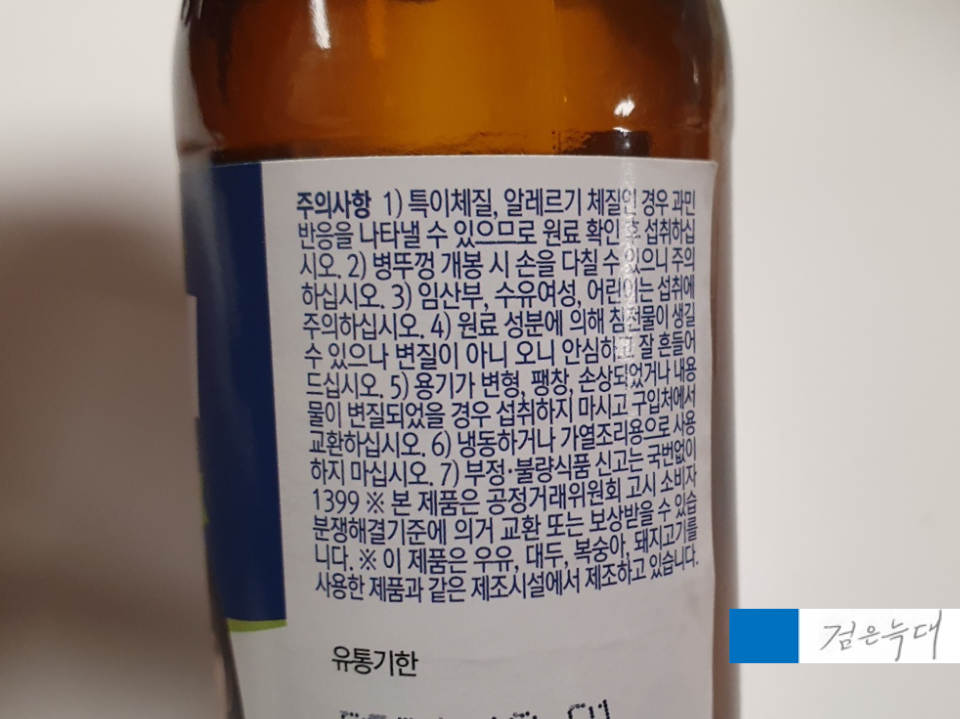 주의사항 1) 특이체질, 알레르기 체질인 경우 과민
반응을 나타낼 수 있으므로 원료 확인 후 섭취하십
시오. 2) 병뚜껑 개봉 시 손을 다칠 수 있으니 주의
하십시오. 3) 임산부, 수유여성, 어린이는 섭취에
주의하십시오. 4) 원료 성분에 의해 침전물이 생길
수 있으나 변질이 아니 오니 안심하고 잘 흔들어
드십시오. 5) 용기가 변형, 팽창, 손상되었거나 내용
물이 변질되었을 경우 섭취하지 마시고 구입처에서
교환하십시오. 6) 냉동하거나 가열조리용으로 사용
하지 마십시오. 7) 부정·불량식품 신고는 국번없이
1399 ※ 본 제품은 공정거래위원회 고시 소비자
분쟁해결기준에 의거 교환 또는 보상받을 수 있습
니다. ※ 이 제품은 우유, 대두, 복숭아, 돼지고기를
사용한 제품과 같은 제조시설에서 제조하고 있습니다.
유통기한
검은늑대